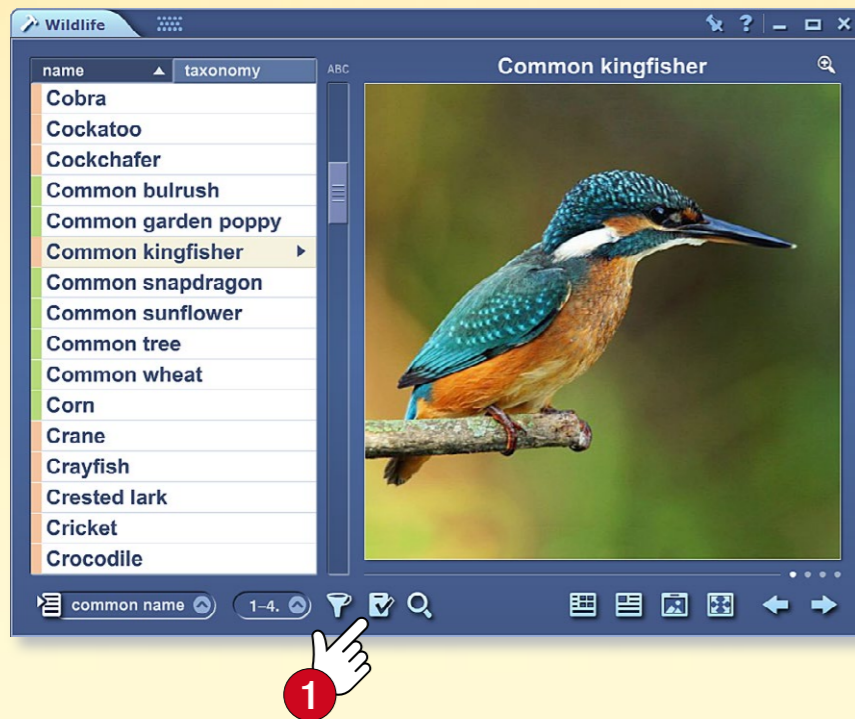 Wildlife
?
name taxonomy ABC
Common kingfisher
Cobra
Cockatoo
Cockchafer
Common bulrush
Common garden poppy
Common kingfisher
Common snapdragon
Common sunflower
Common tree
Common wheat
Corn
Crane
Crayfish
Crested lark
Cricket
Crocodile
common name 1–4.
1